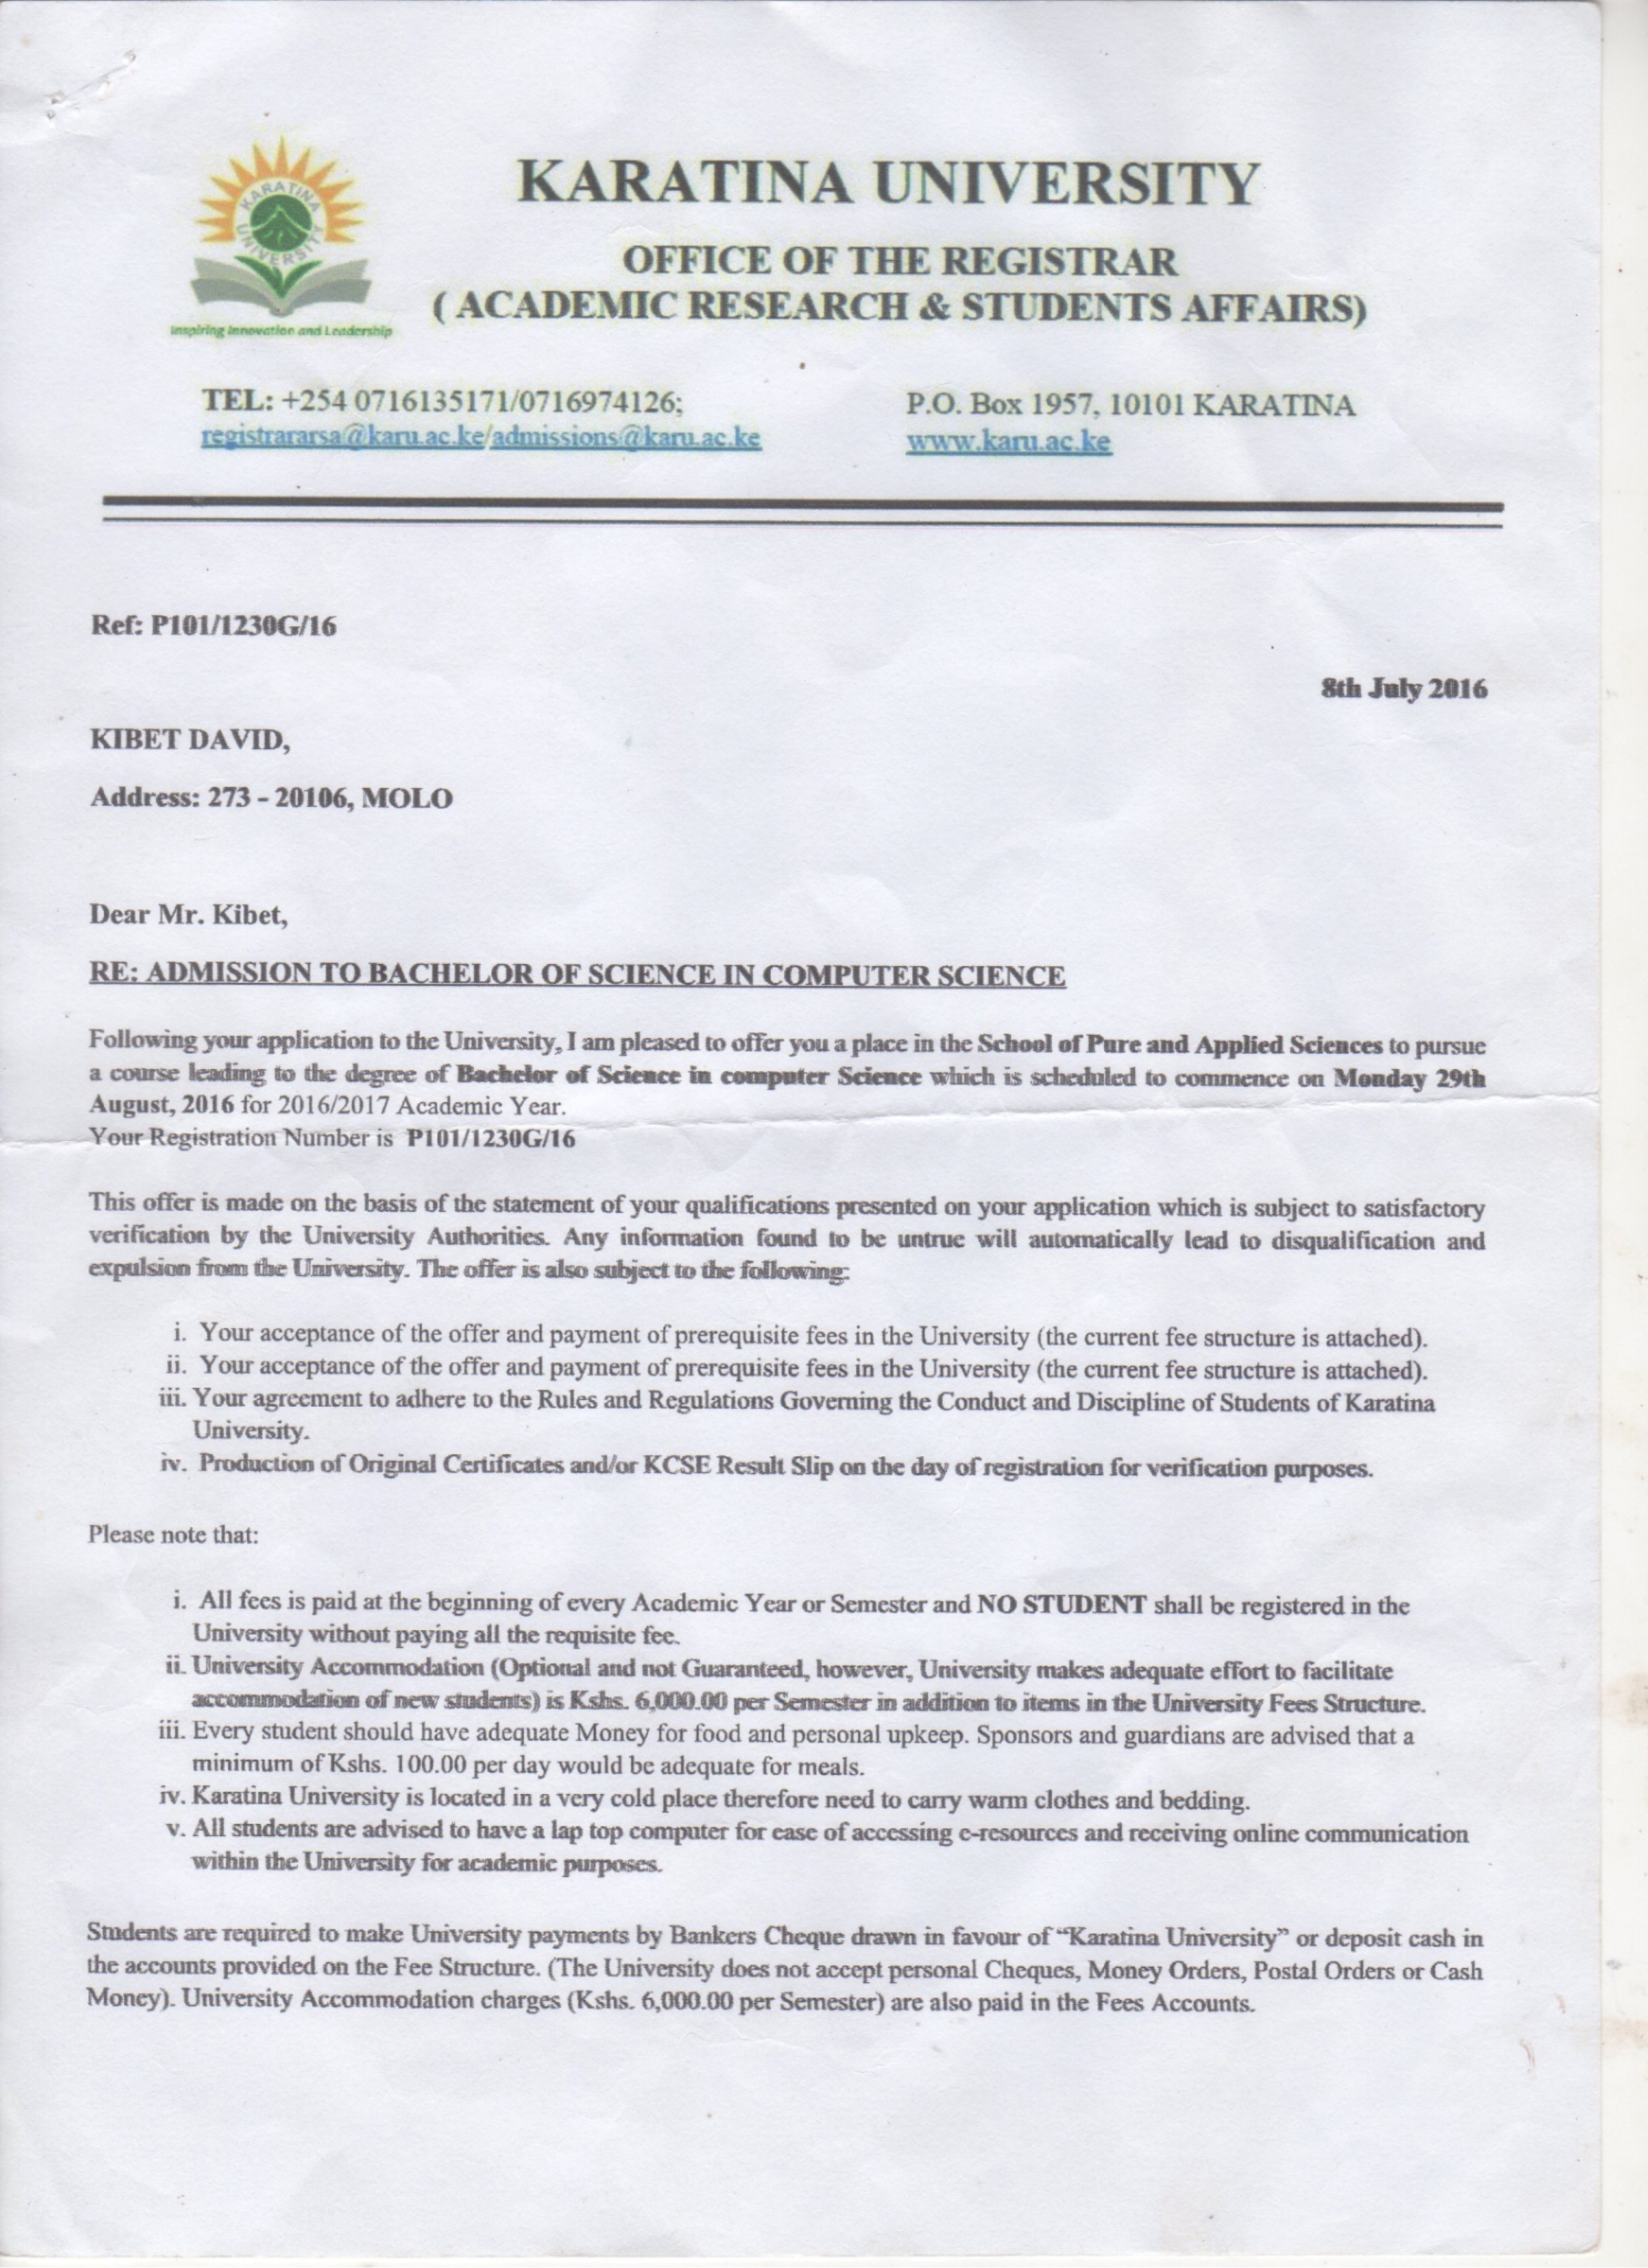 KARATINA UNIVERSITY
KARATINA UNIVERSITY
OFFICE OF THE REGISTRAR
( ACADEMIC RESEARCH & STUDENTS AFFAIRS)
Inspiring Innovation and Leadership
TEL: +254 0716135171/0716974126;
P.O. Box 1957, 10101 KARATINA
registrararsa@karu.ac.ke/admissions@karu.ac.ke
www.karu.ac.ke
Ref: P101/1230G/16
8th July 2016
KIBET DAVID,
Address: 273 - 20106, MOLO
Dear Mr. Kibet,
RE: ADMISSION TO BACHELOR OF SCIENCE IN COMPUTER SCIENCE
Following your application to the University, I am pleased to offer you a place in the School of Pure and Applied Sciences to pursue
a course leading to the degree of Bachelor of Science in computer Science which is scheduled to commence on Monday 29th
August, 2016 for 2016/2017 Academic Year.
Your Registration Number is P101/1230G/16
This offer is made on the basis of the statement of your qualifications presented on your application which is subject to satisfactory
verification by the University Authorities. Any information found to be untrue will automatically lead to disqualification and
expulsion from the University. The offer is also subject to the following:
i. Your acceptance of the offer and payment of prerequisite fees in the University (the current fee structure is attached).
ii. Your acceptance of the offer and payment of prerequisite fees in the University (the current fee structure is attached).
iii. Your agreement to adhere to the Rules and Regulations Governing the Conduct and Discipline of Students of Karatina
University.
iv. Production of Original Certificates and/or KCSE Result Slip on the day of registration for verification purposes.
Please note that:
i. All fees is paid at the beginning of every Academic Year or Semester and NO STUDENT shall be registered in the
University without paying all the requisite fee.
ii. University Accommodation (Optional and not Guaranteed, however, University makes adequate effort to facilitate
accommodation of new students) is Kshs. 6,000.00 per Semester in addition to items in the University Fees Structure.
iii. Every student should have adequate Money for food and personal upkeep. Sponsors and guardians are advised that a
minimum of Kshs. 100.00 per day would be adequate for meals.
iv. Karatina University is located in a very cold place therefore need to carry warm clothes and bedding.
v. All students are advised to have a lap top computer for ease of accessing e-resources and receiving online communication
within the University for academic purposes.
Students are required to make University payments by Bankers Cheque drawn in favour of “Karatina University” or deposit cash in
the accounts provided on the Fee Structure. (The University does not accept personal Cheques, Money Orders, Postal Orders or Cash
Money). University Accommodation charges (Kshs. 6,000.00 per Semester) are also paid in the Fees Accounts.